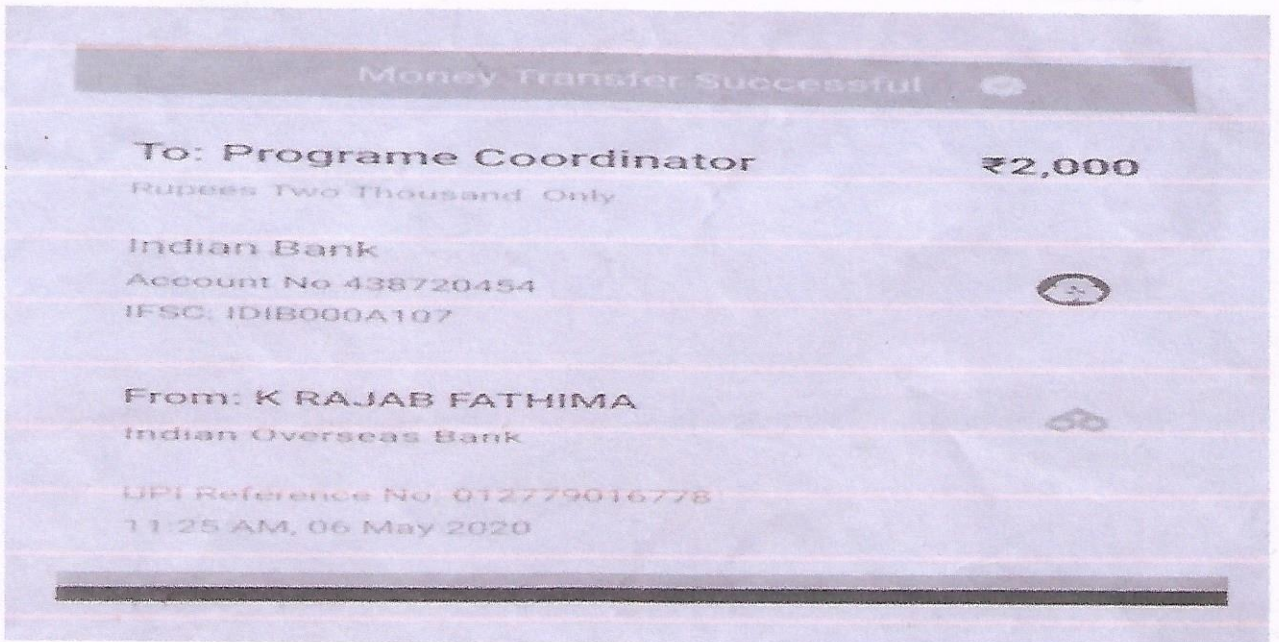 Money Transfer Successful
To: Programe Coordinator
₹2,000
Rupees Two Thousand Only
Indian Bank
Account No 438720454
IFSC: IDIB000A107
From: K RAJAB FATHIMA
Indian Overseas Bank
UPI Reference No: 012779016778
11:25 AM, 06 May 2020